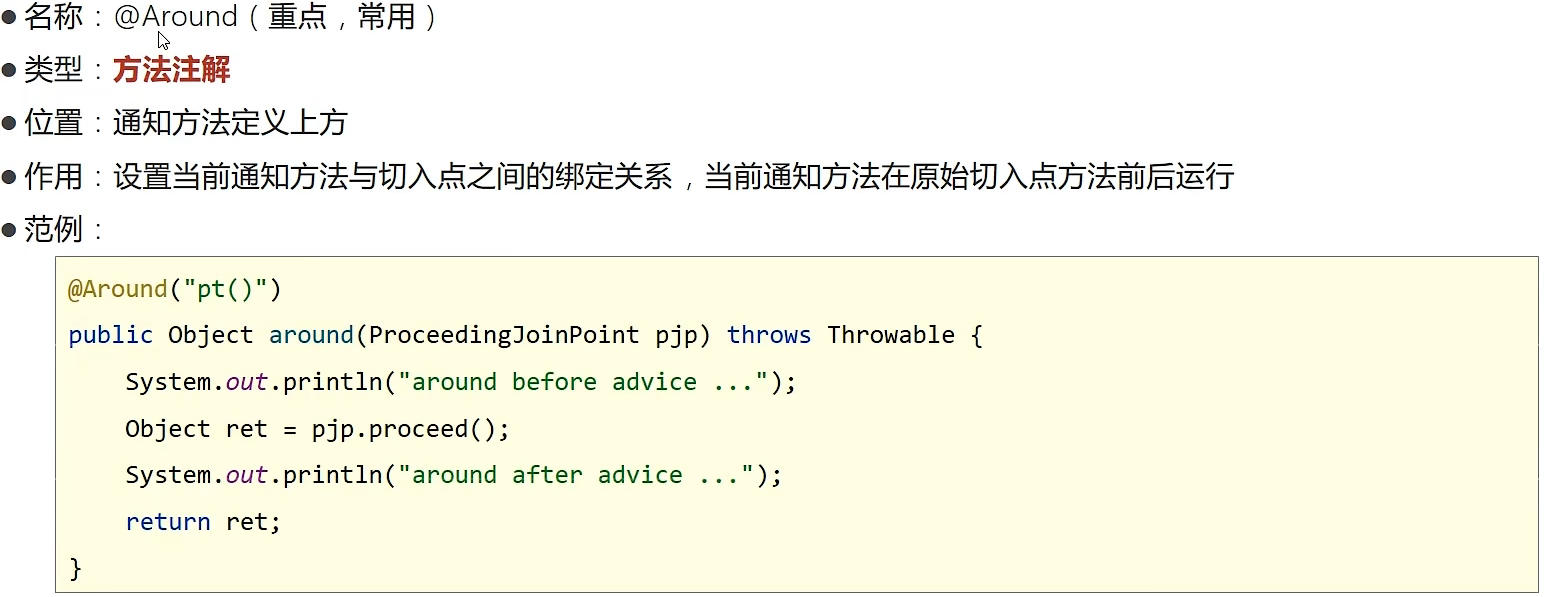 ● 名称：@Around（重点，常用）
● 类型：方法注解
● 位置：通知方法定义上方
● 作用：设置当前通知方法与切入点之间的绑定关系，当前通知方法在原始切入点方法前后运行
● 范例：
@Around("pt()")
public Object around(ProceedingJoinPoint pjp) throws Throwable {
    System.out.println("around before advice ...");
    Object ret = pjp.proceed();
    System.out.println("around after advice ...");
    return ret;
}